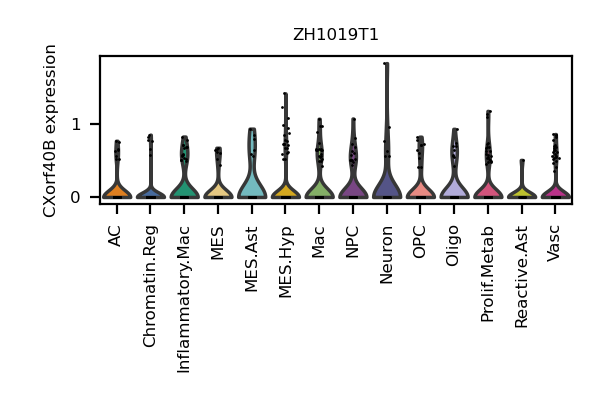 ZH1019T1
CXorf40B expression
1
0
AC
Chromatin.Reg
Inflammatory.Mac
MES
MES.Ast
MES.Hyp
Mac
NPC
Neuron
OPC
Oligo
Prolif.Metab
Reactive.Ast
Vasc